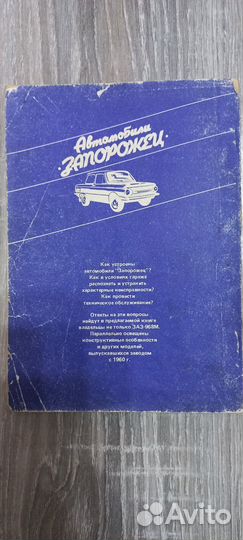 Автомобили
ЗАПОРОЖЕЦ.
Как устроены
автомобили "Запорожец"?
Как в условиях гаража
распознать и устранить
характерные неисправности?
Как провести
техническое обслуживание?
Ответы на эти вопросы
найдут в предлагаемой книге
владельцы не только ЗАЗ-968М.
Параллельно освещены
конструктивные особенности
и других моделей,
выпускавшихся заводом
с 1960 г.
Avito